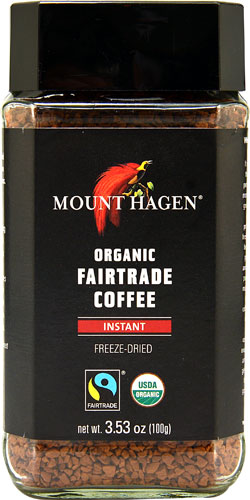 MOUNT HAGEN®
ORGANIC
FAIRTRADE
COFFEE
INSTANT
FREEZE-DRIED
FAIRTRADE
USDA
ORGANIC
net wt. 3.53 oz (100g)